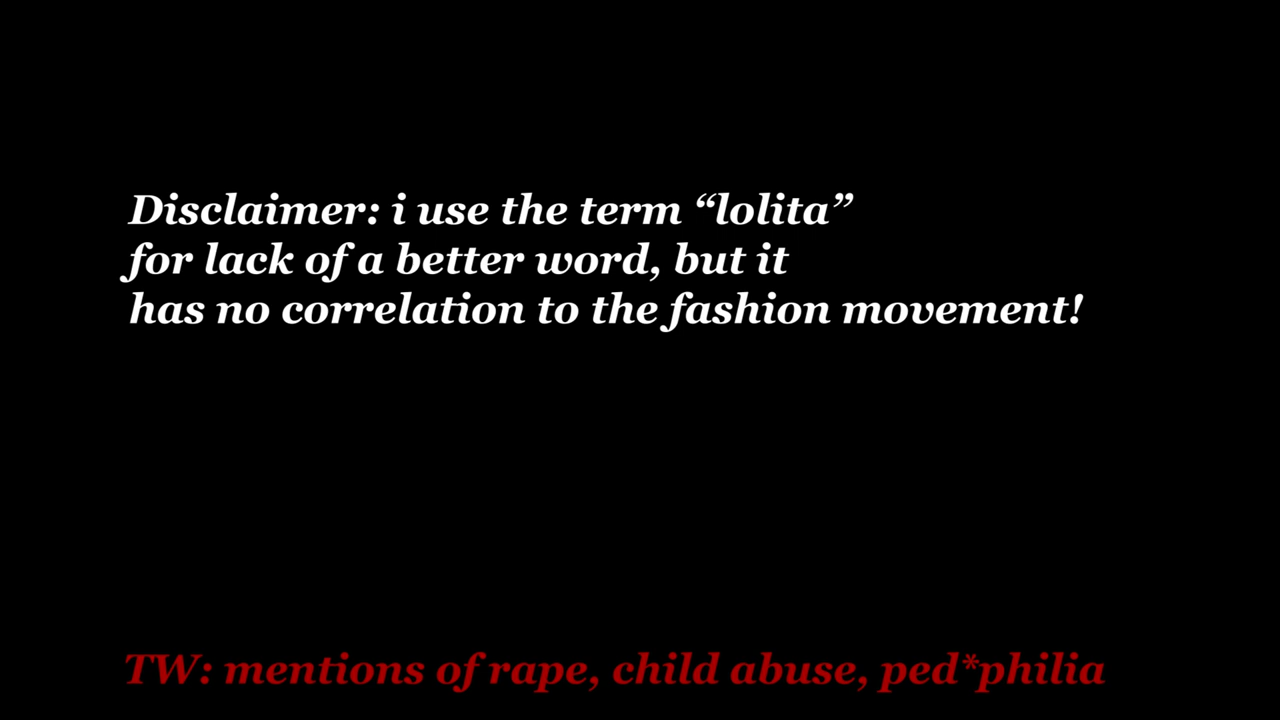 Disclaimer: i use the term “lolita”
for lack of a better word, but it
has no correlation to the fashion movement!
TW: mentions of rape, child abuse, ped*philia